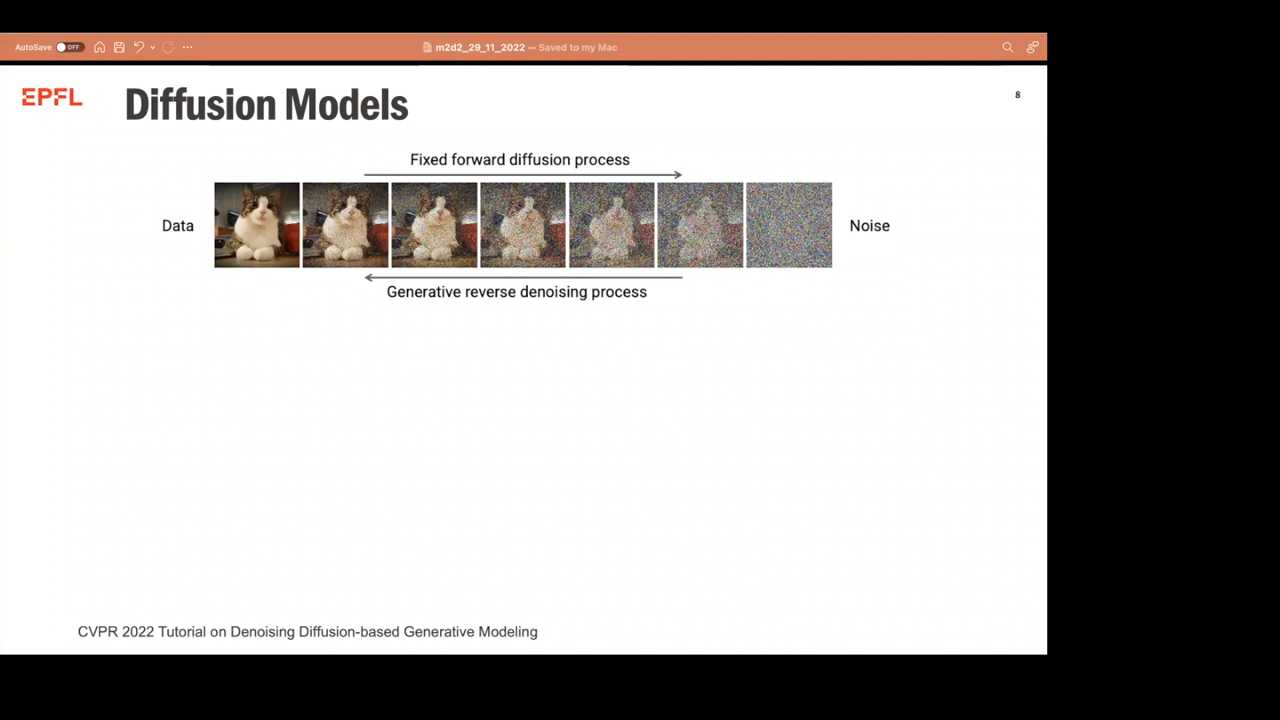 AutoSave OFF
m2d2_29_11_2022 — Saved to my Mac
EPFL
Diffusion Models
8
Fixed forward diffusion process
Data
Noise
Generative reverse denoising process
CVPR 2022 Tutorial on Denoising Diffusion-based Generative Modeling